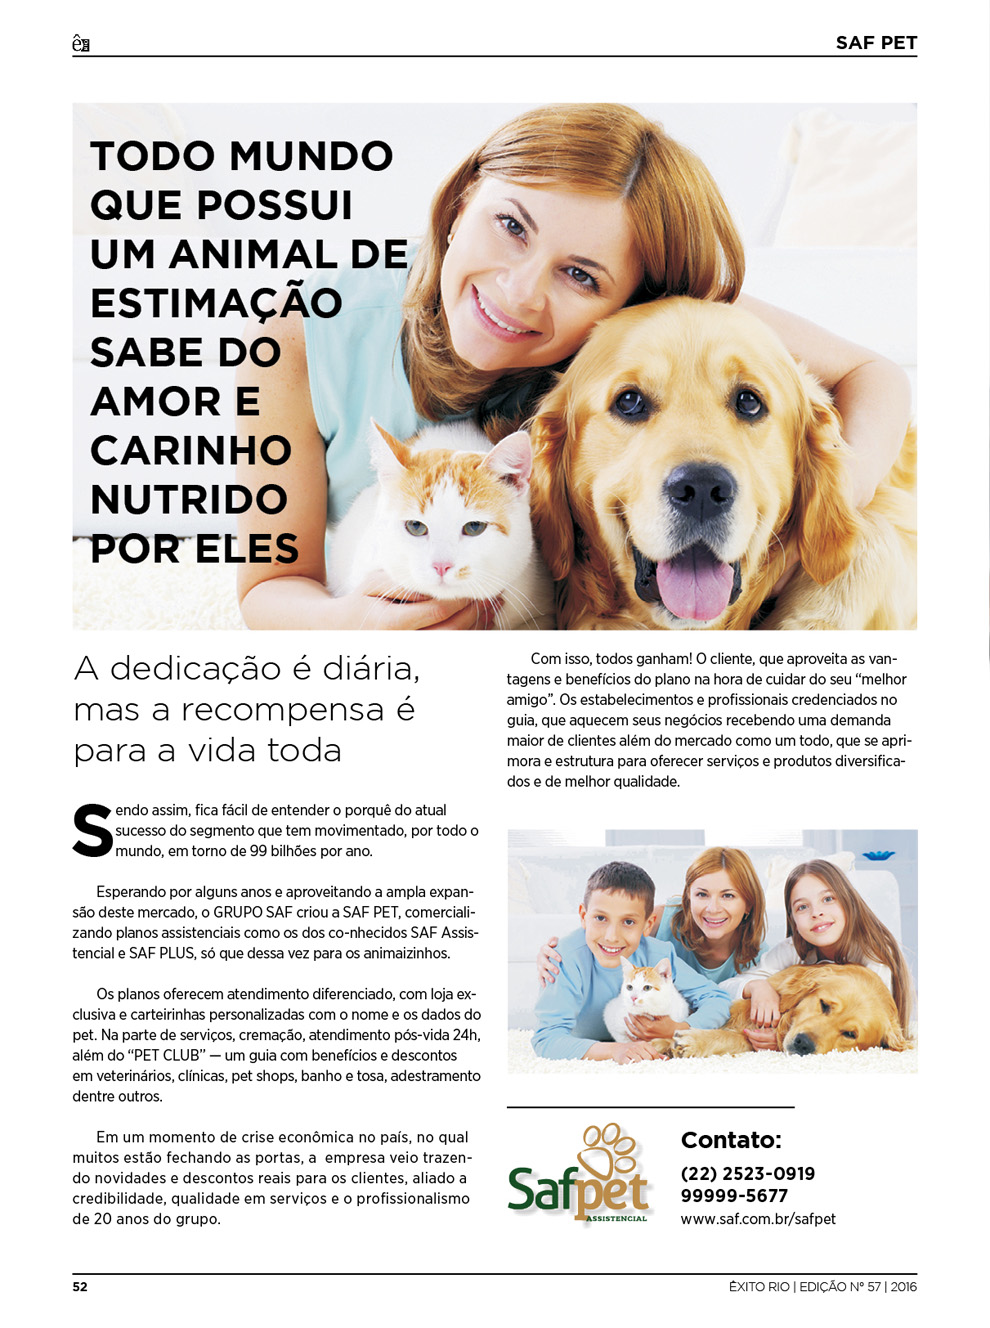 êx
SAF PET
TODO MUNDO
QUE POSSUI
UM ANIMAL DE
ESTIMAÇÃO
SABE DO
AMOR E
CARINHO
NUTRIDO
POR ELES
A dedicação é diária,
mas a recompensa é
para a vida toda
Sendo assim, fica fácil de entender o porquê do atual
sucesso do segmento que tem movimentado, por todo o
mundo, em torno de 99 bilhões por ano.
Esperando por alguns anos e aproveitando a ampla expan-
são deste mercado, o GRUPO SAF criou a SAF PET, comerciali-
zando planos assistenciais como os dos co-nhecidos SAF Assis-
tencial e SAF PLUS, só que dessa vez para os animaizinhos.
Os planos oferecem atendimento diferenciado, com loja ex-
clusiva e carteirinhas personalizadas com o nome e os dados do
pet. Na parte de serviços, cremação, atendimento pós-vida 24h,
além do “PET CLUB” — um guia com benefícios e descontos
em veterinários, clínicas, pet shops, banho e tosa, adestramento
dentre outros.
Em um momento de crise econômica no país, no qual
muitos estão fechando as portas, a empresa veio trazen-
do novidades e descontos reais para os clientes, aliado a
credibilidade, qualidade em serviços e o profissionalismo
de 20 anos do grupo.
Com isso, todos ganham! O cliente, que aproveita as van-
tagens e benefícios do plano na hora de cuidar do seu “melhor
amigo”. Os estabelecimentos e profissionais credenciados no
guia, que aquecem seus negócios recebendo uma demanda
maior de clientes além do mercado como um todo, que se apri-
mora e estrutura para oferecer serviços e produtos diversifica-
dos e de melhor qualidade.
Safpet
ASSISTENCIAL
Contato:
(22) 2523-0919
99999-5677
www.saf.com.br/safpet
52
ÊXITO RIO | EDIÇÃO Nº 57 | 2016